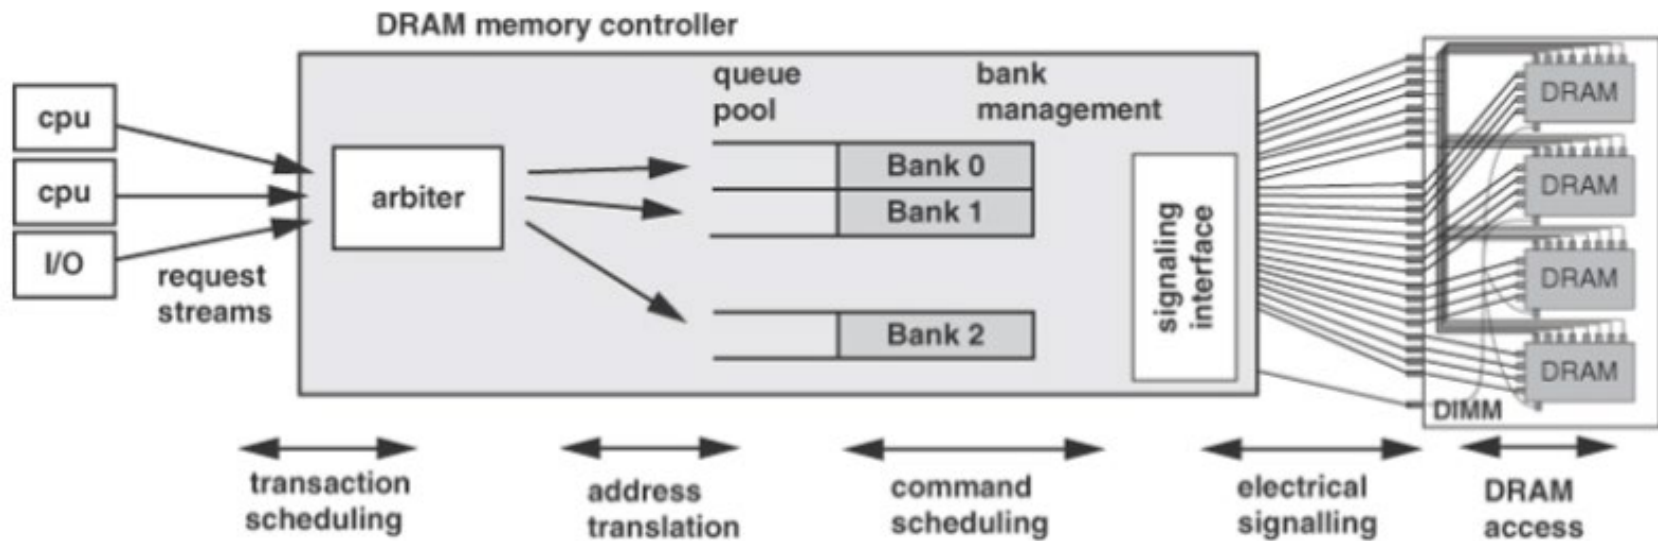 DRAM memory controller
queue
pool
bank
management
cpu
cpu
I/O
request
streams
arbiter
Bank 0
Bank 1
Bank 2
signaling
interface
DRAM
DRAM
DRAM
DRAM
DIMM
transaction
scheduling
address
translation
command
scheduling
electrical
signalling
DRAM
access